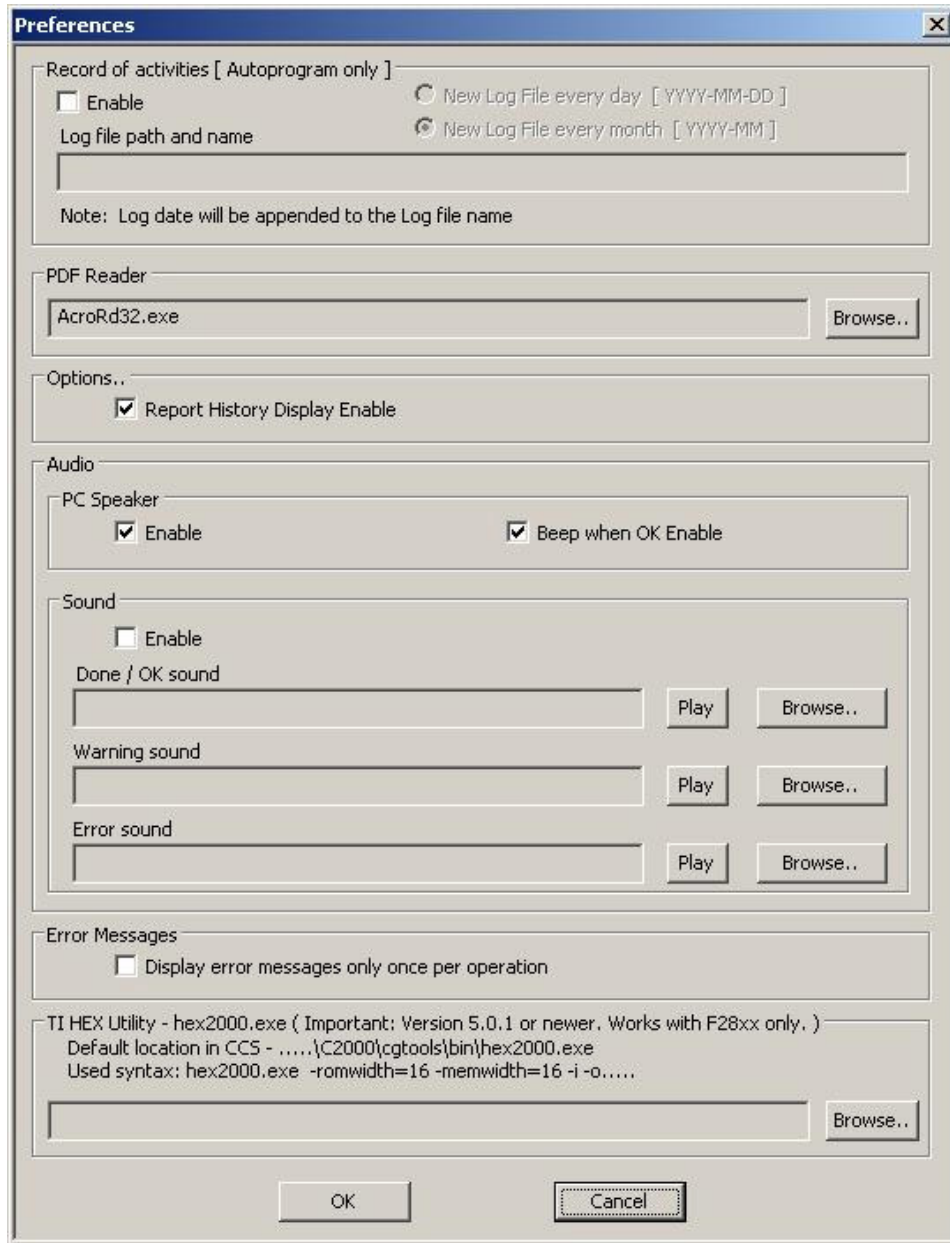 Preferences
Record of activities [ Autoprogram only ]
Enable
New Log File every day [ YYYY-MM-DD ]
New Log File every month [ YYYY-MM ]
Log file path and name
Note: Log date will be appended to the Log file name
PDF Reader
AcroRd32.exe
Browse..
Options..
Report History Display Enable
Audio
PC Speaker
Enable
Beep when OK Enable
Sound
Enable
Done / OK sound
Play
Browse..
Warning sound
Play
Browse..
Error sound
Play
Browse..
Error Messages
Display error messages only once per operation
TI HEX Utility - hex2000.exe ( Important: Version 5.0.1 or newer. Works with F28xx only. )
Default location in CCS - .....\C2000\cgtools\bin\hex2000.exe
Used syntax: hex2000.exe -romwidth=16 -memwidth=16 -i -o.....
Browse..
OK
Cancel